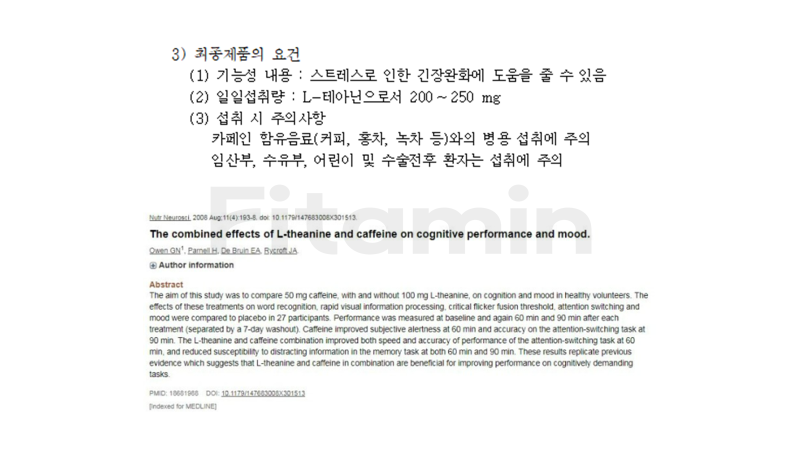 3) 최종제품의 요건
(1) 기능성 내용 : 스트레스로 인한 긴장완화에 도움을 줄 수 있음
(2) 일일섭취량 : L-테아닌으로서 200~250 mg
(3) 섭취 시 주의사항
카페인 함유음료(커피, 홍차, 녹차 등)와의 병용 섭취에 주의
임산부, 수유부, 어린이 및 수술전후 환자는 섭취에 주의
Fitamin
Nutr Neurosci. 2008 Aug;11(4):193-8. doi: 10.1179/147683008X301513.
The combined effects of L-theanine and caffeine on cognitive performance and mood.
Owen GN1, Parnell H, De Bruin EA, Rycroft JA.
Author information
Abstract
The aim of this study was to compare 50 mg caffeine, with and without 100 mg L-theanine, on cognition and mood in healthy volunteers. The
effects of these treatments on word recognition, rapid visual information processing, critical flicker fusion threshold, attention switching and
mood were compared to placebo in 27 participants. Performance was measured at baseline and again 60 min and 90 min after each
treatment (separated by a 7-day washout). Caffeine improved subjective alertness at 60 min and accuracy on the attention-switching task at
90 min. The L-theanine and caffeine combination improved both speed and accuracy of performance of the attention-switching task at 60
min, and reduced susceptibility to distracting information in the memory task at both 60 min and 90 min. These results replicate previous
evidence which suggests that L-theanine and caffeine in combination are beneficial for improving performance on cognitively demanding
tasks.
PMID: 18681988 DOI: 10.1179/147683008X301513
[Indexed for MEDLINE]